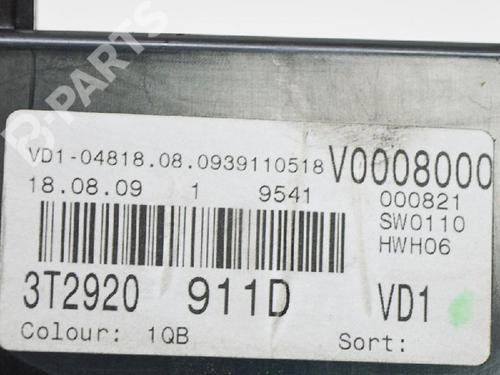 B-PARTS
VD1-04818.08.0939110518 V0008000
18.08.09 1 9541 000821
SW0110
HWH06
3T2920 911D VD1
Colour: 1QB Sort: